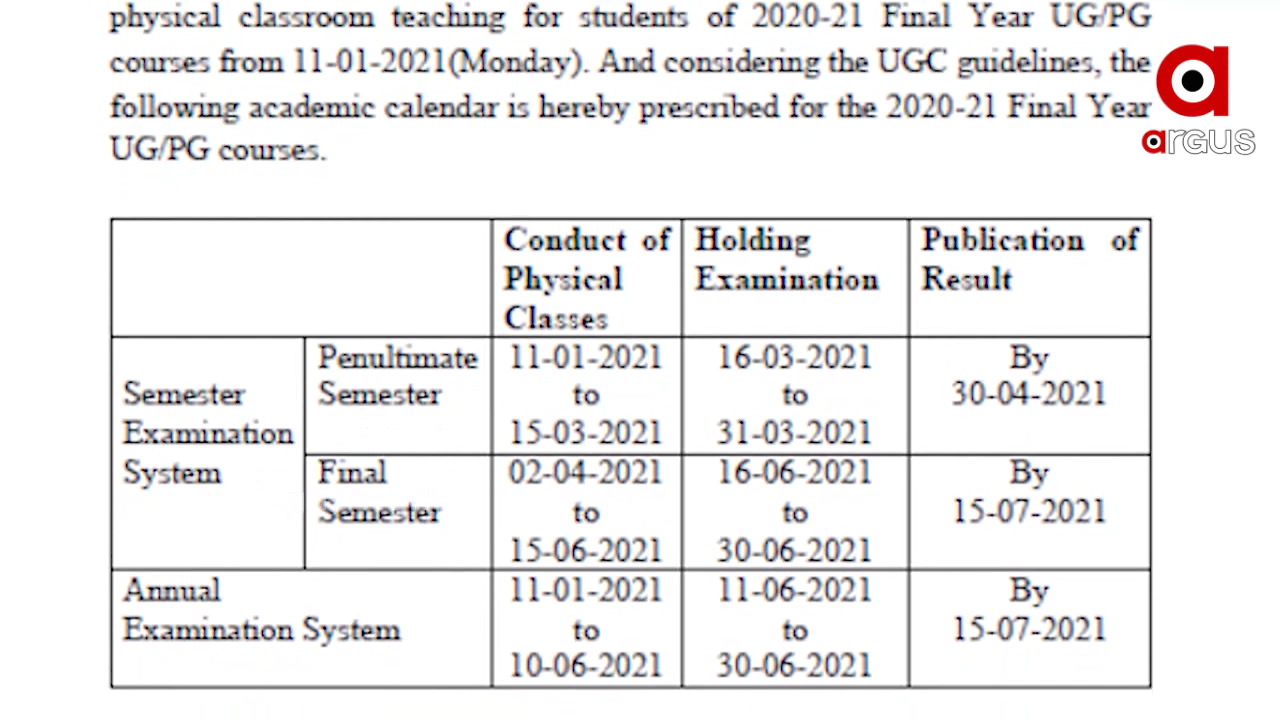 physical classroom teaching for students of 2020-21 Final Year UG/PG
courses from 11-01-2021(Monday). And considering the UGC guidelines, the
following academic calendar is hereby prescribed for the 2020-21 Final Year
UG/PG courses.
argus
Conduct of Physical Classes
Holding Examination
Publication of Result
Semester Examination System
Penultimate Semester
11-01-2021 to 15-03-2021
16-03-2021 to 31-03-2021
By 30-04-2021
Final Semester
02-04-2021 to 15-06-2021
16-06-2021 to 30-06-2021
By 15-07-2021
Annual Examination System
11-01-2021 to 10-06-2021
11-06-2021 to 30-06-2021
By 15-07-2021